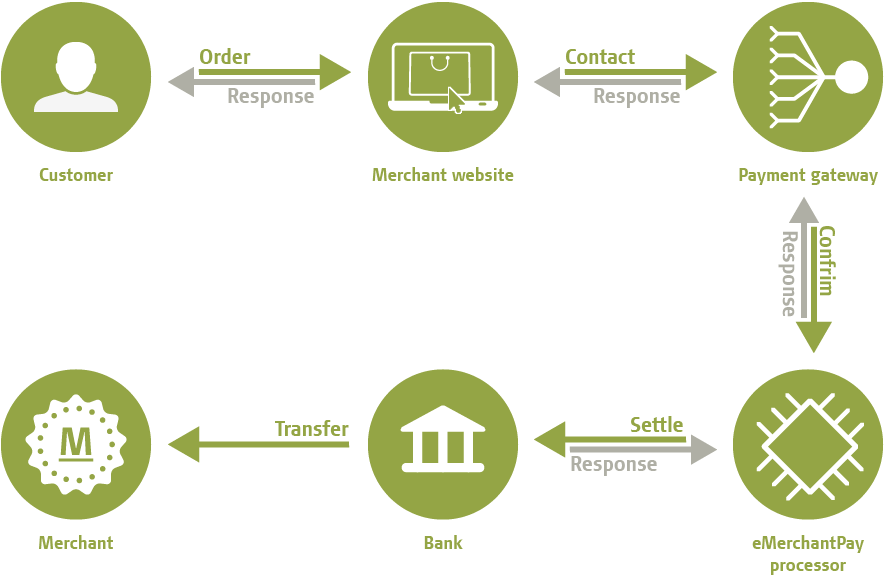 Order
Response
Contact
Response
Customer
Merchant website
Payment gateway
Confrim
Response
Transfer
Settle
Response
M
Merchant
Bank
eMerchantPay
processor